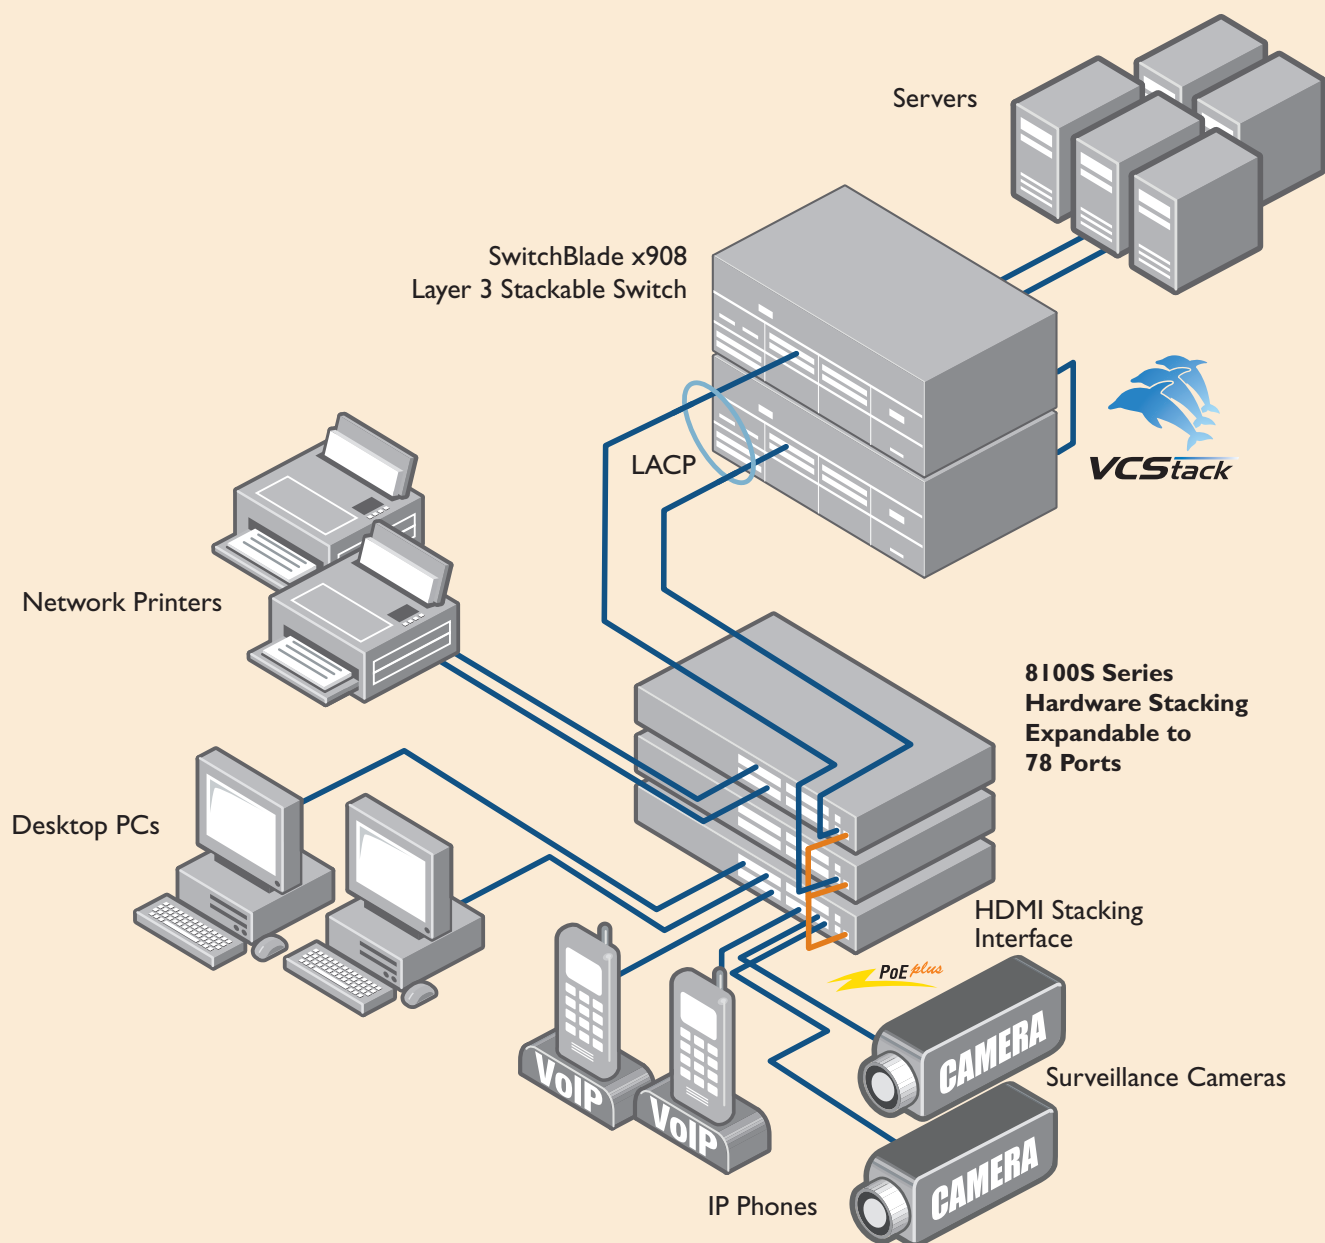 Servers
SwitchBlade x908
Layer 3 Stackable Switch
VCStack
LACP
Network Printers
8100S Series
Hardware Stacking
Expandable to
78 Ports
Desktop PCs
HDMI Stacking
Interface
PoE plus
CAMERA
Surveillance Cameras
VoIP
VoIP
CAMERA
IP Phones